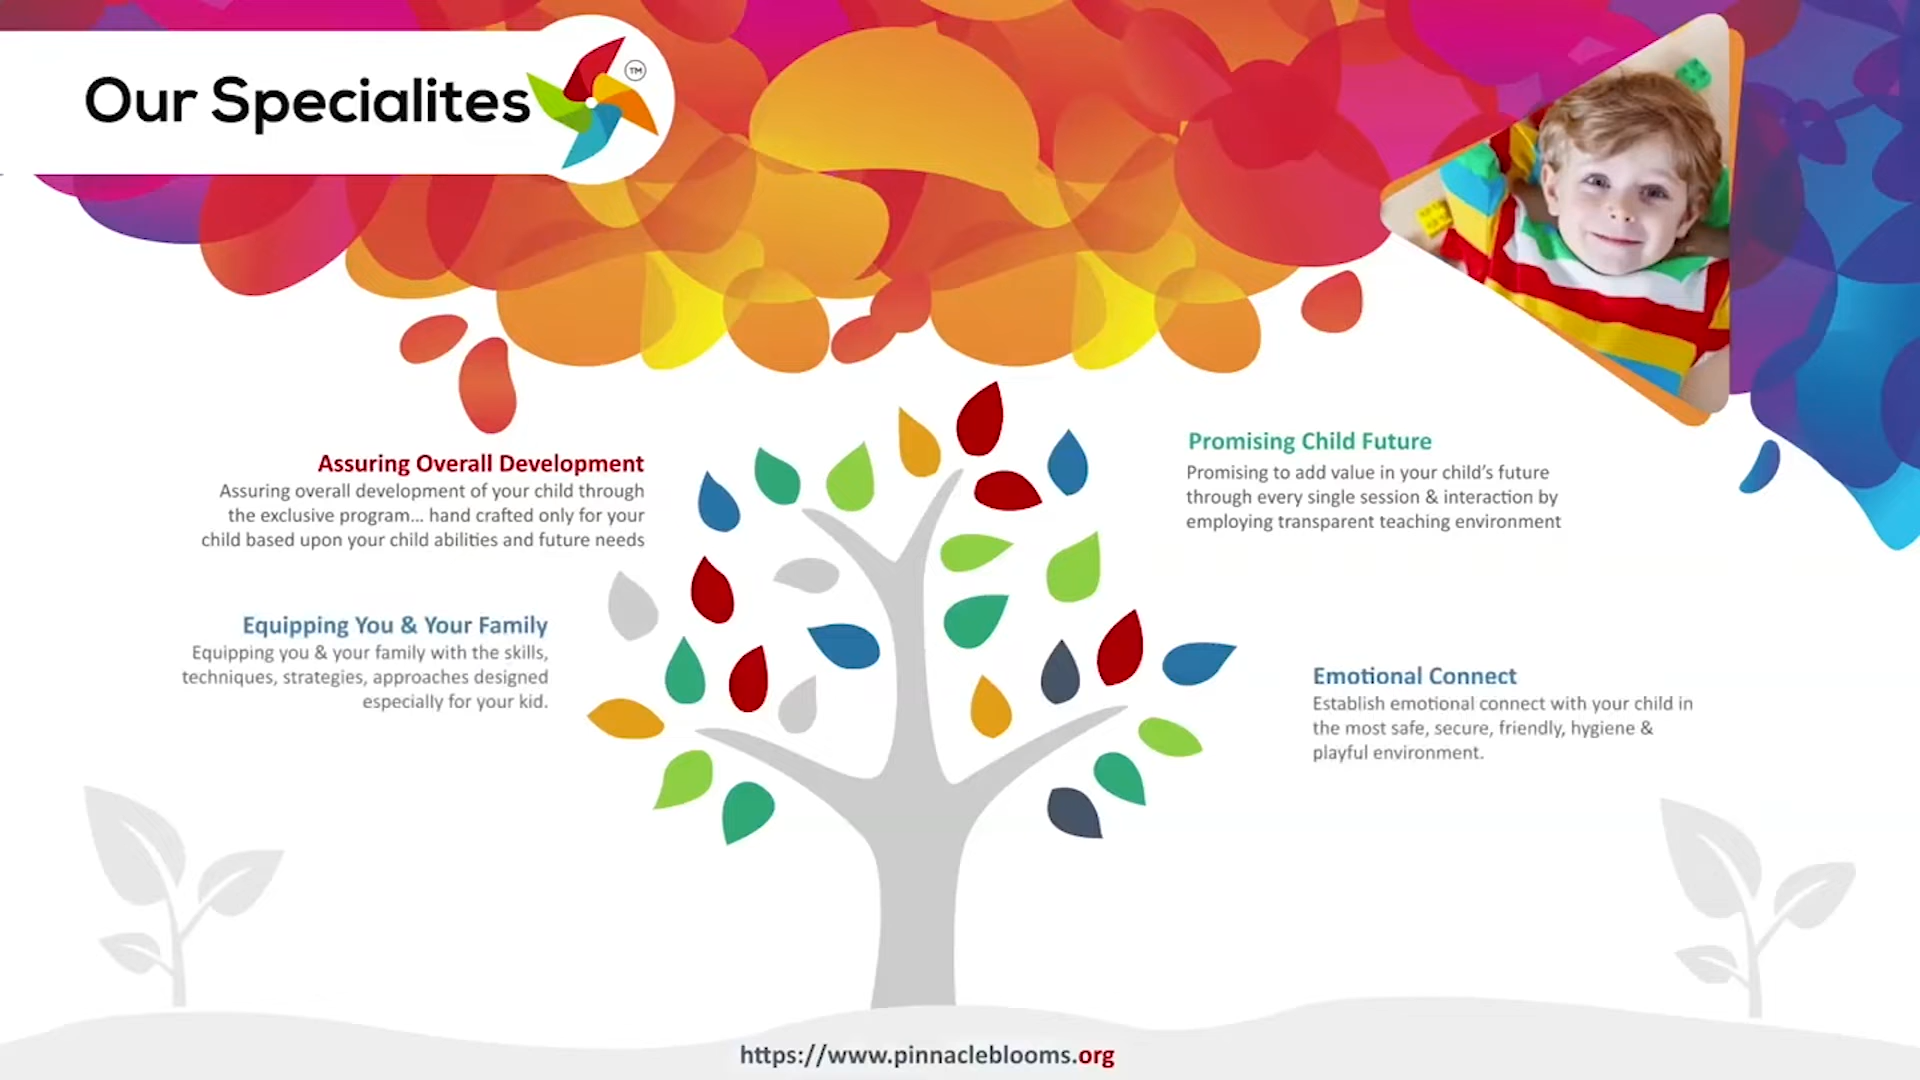 Our Specialites
TM
Assuring Overall Development
Assuring overall development of your child through
the exclusive program... hand crafted only for your
child based upon your child abilities and future needs
Equipping You & Your Family
Equipping you & your family with the skills,
techniques, strategies, approaches designed
especially for your kid.
Promising Child Future
Promising to add value in your child's future
through every single session & interaction by
employing transparent teaching environment
Emotional Connect
Establish emotional connect with your child in
the most safe, secure, friendly, hygiene &
playful environment.
https://www.pinnacleblooms.org